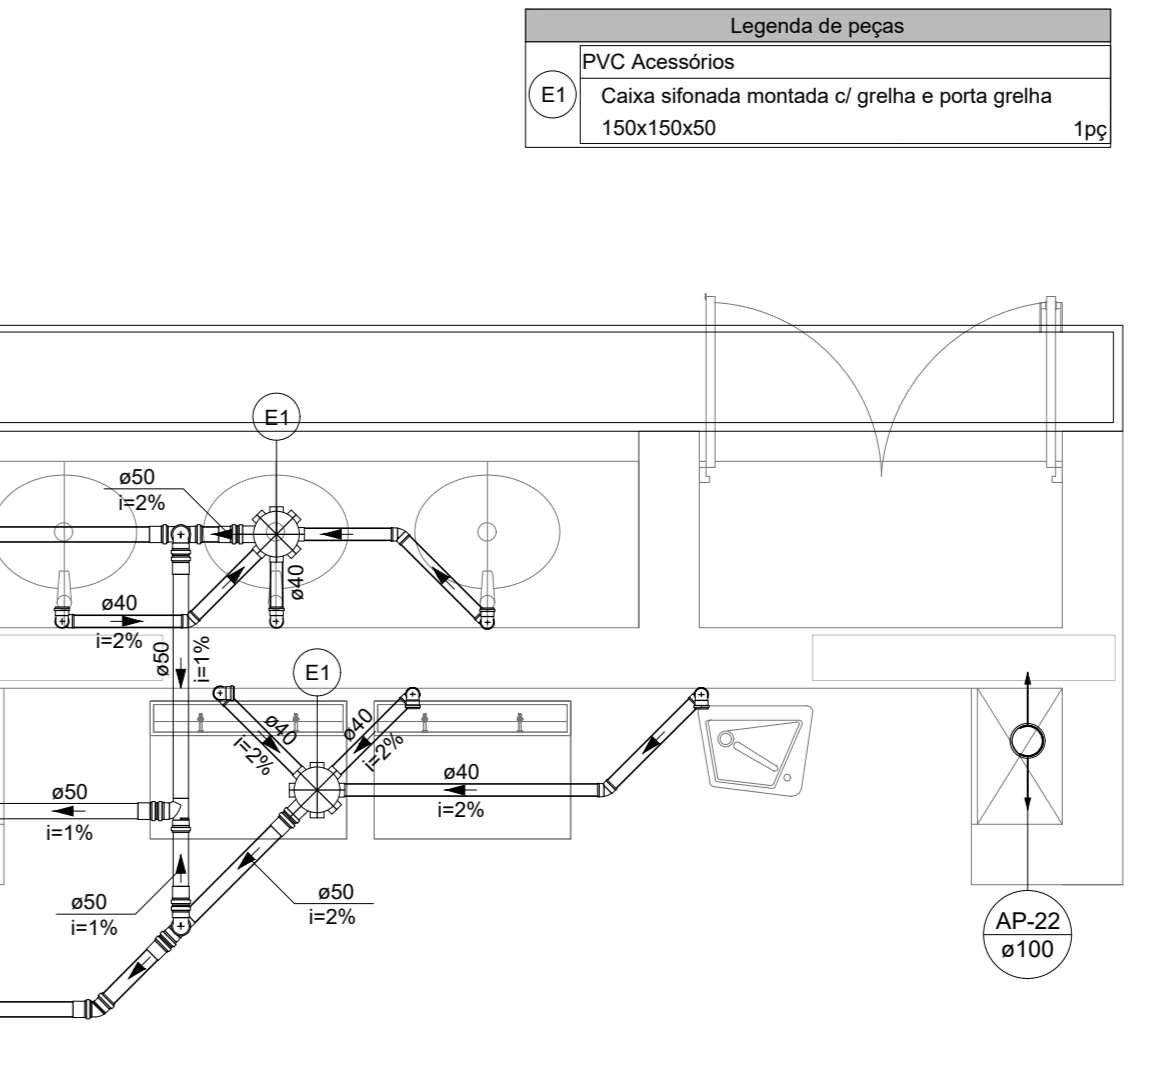 Legenda de peças
PVC Acessórios
E1
Caixa sifonada montada c/ grelha e porta grelha
150x150x50
1pç
E1
ø50
i=2%
ø40
ø40
i=2%
ø50
i=1%
E1
ø40
i=2%
ø40
i=2%
ø40
i=2%
ø50
i=1%
ø50
i=1%
ø50
i=2%
AP-22
ø100